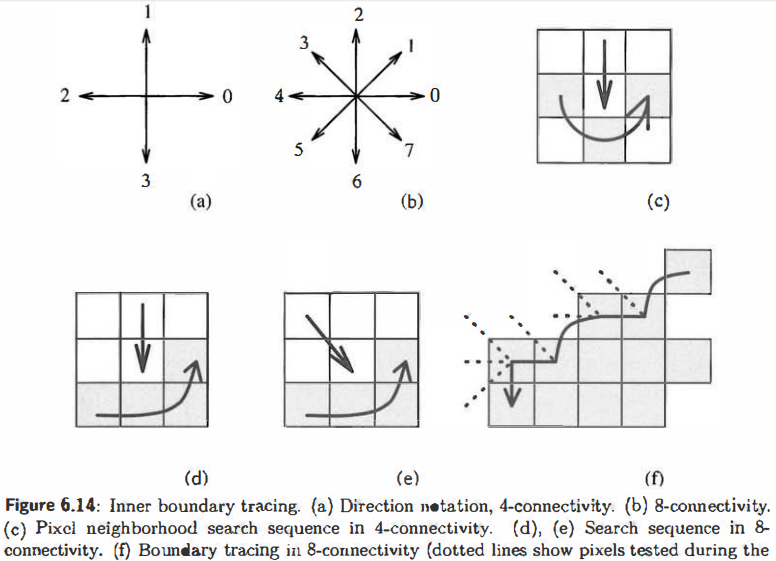 1
2
0
3
(a)
2
3
1
4
0
5
7
6
(b)
(c)
(d)
(e)
(f)
Figure 6.14: Inner boundary tracing. (a) Direction notation, 4-connectivity. (b) 8-connectivity.
(c) Pixel neighborhood search sequence in 4-connectivity. (d), (e) Search sequence in 8-
connectivity. (f) Boundary tracing in 8-connectivity (dotted lines show pixels tested during the